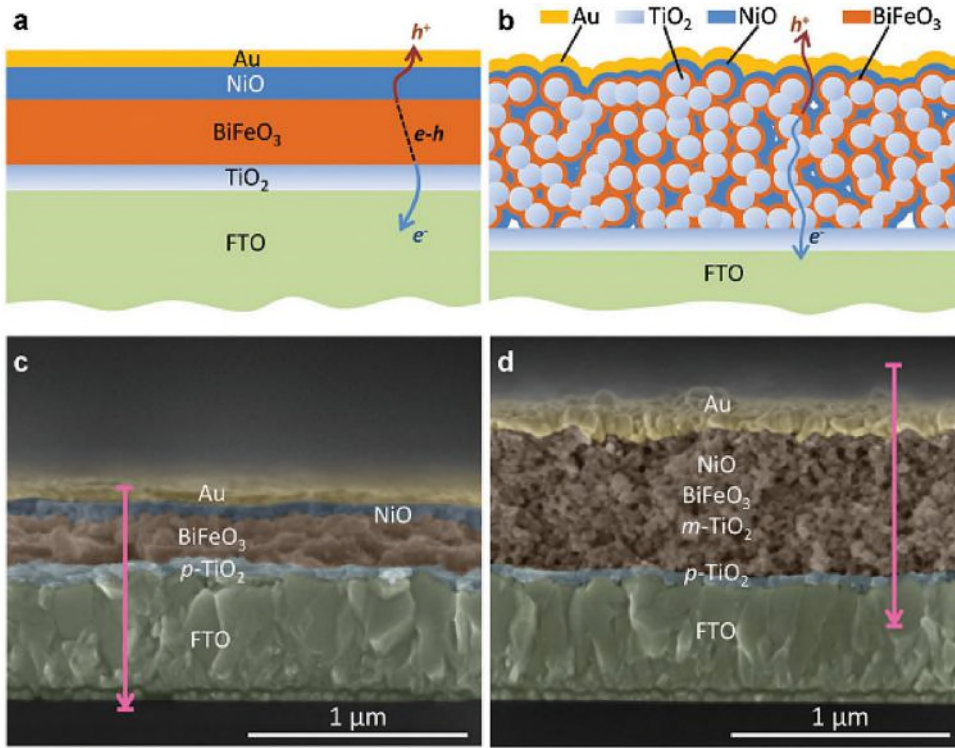 a
h⁺
Au
NiO
BiFeO₃
e-h
TiO₂
e⁻
FTO
b
Au
TiO₂
NiO
h⁺
BiFeO₃
e⁻
FTO
c
Au
NiO
BiFeO₃
p-TiO₂
FTO
1 µm
d
Au
NiO
BiFeO₃
m-TiO₂
p-TiO₂
FTO
1 µm